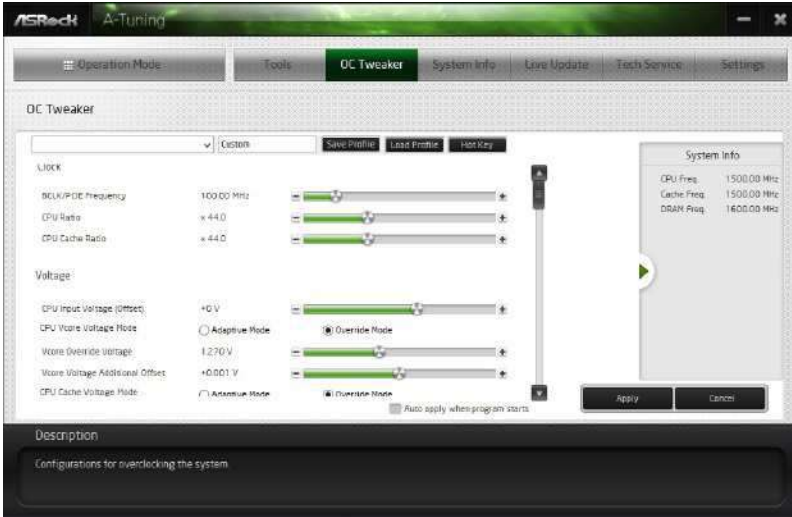 ASRock A-Tuning
Operation Mode Tools OC Tweaker System Info Live Update Tech Service Settings
OC Tweaker
Custom Save Profile Load Profile Hot Key
Clock
BCLK/PCIE Frequency 100.00 MHz
CPU Ratio x 44.0
CPU Cache Ratio x 44.0
Voltage
CPU Input Voltage (Offset) +0 V
CPU Vcore Voltage Mode Adaptive Mode Override Mode
Vcore Override Voltage 1.270 V
Vcore Voltage Additional Offset +0.001 V
CPU Cache Voltage Mode Adaptive Mode Override Mode
Auto apply when program starts
System Info
CPU Freq. 1500.00 MHz
Cache Freq. 1500.00 MHz
DRAM Freq. 1600.00 MHz
Apply Cancel
Description
Configurations for overclocking the system